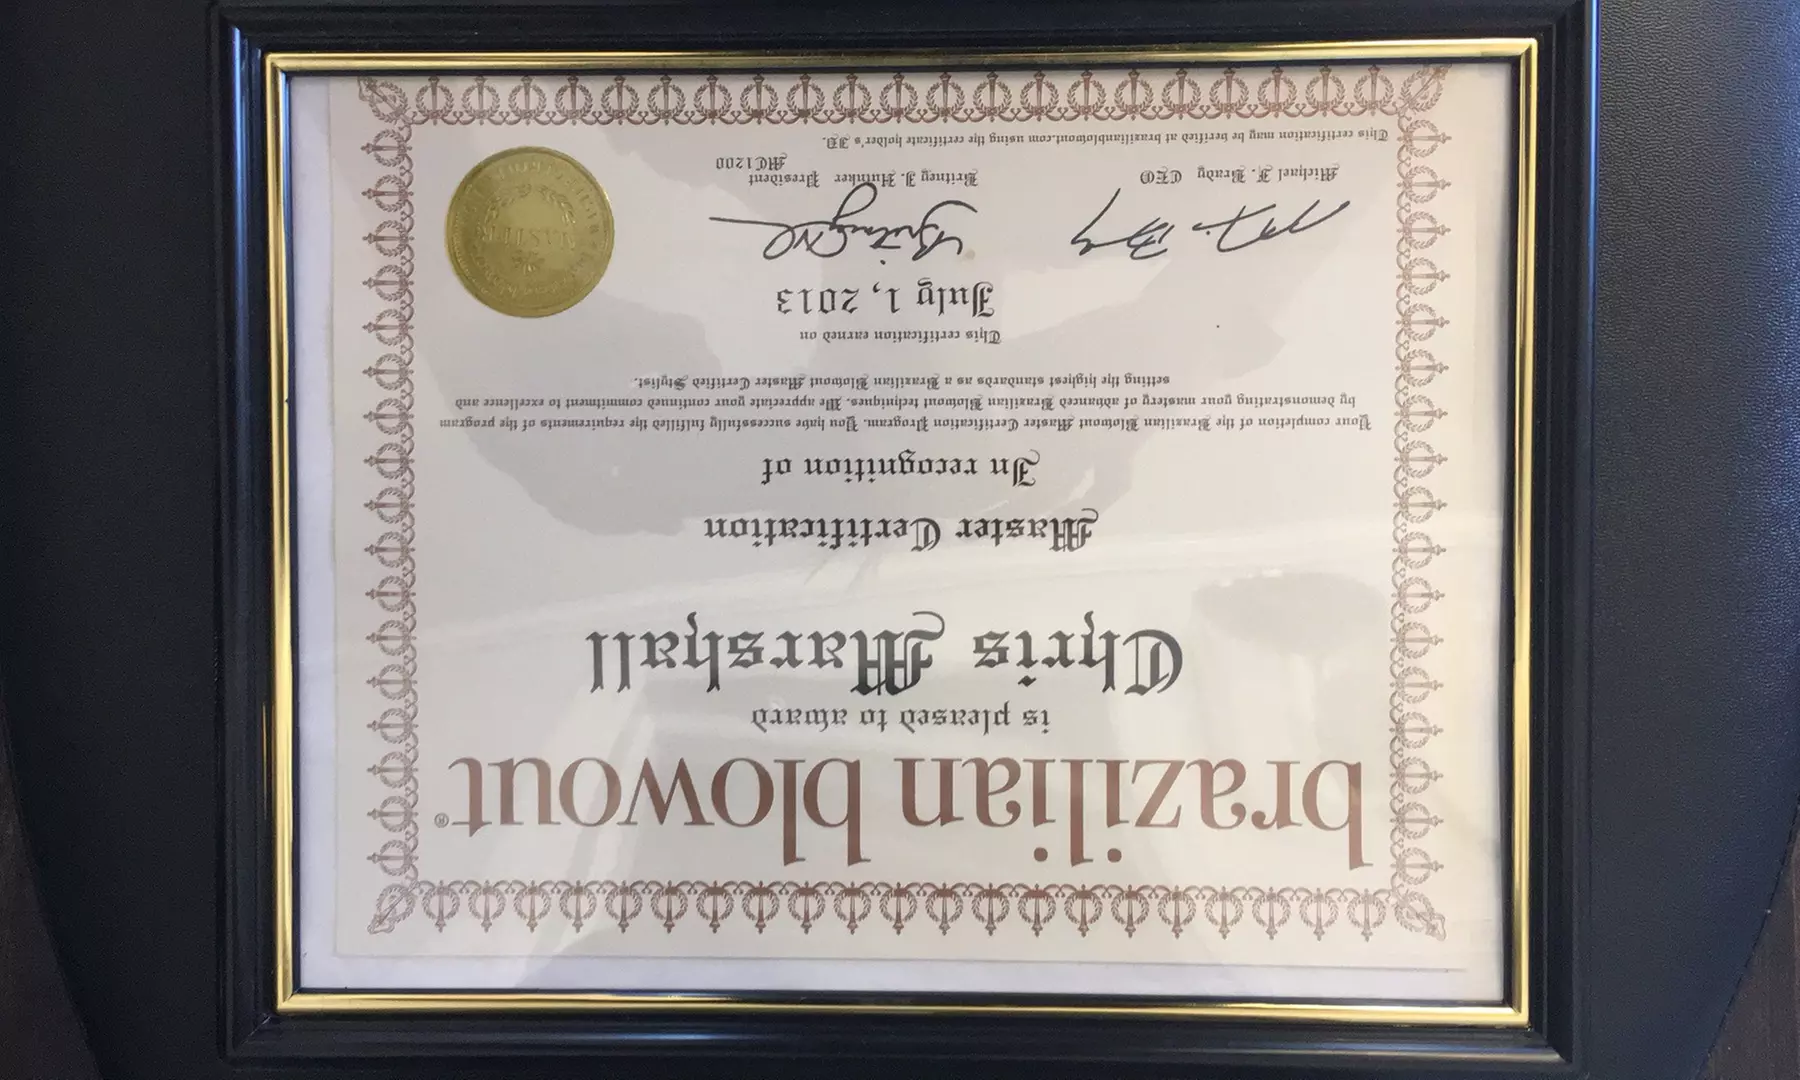 brazilian blowout®
is pleased to award
Chris Marshall
Master Certification
In recognition of
Your completion of the Brazilian Blowout Master Certification Program. You have successfully fulfilled the requirements of the program
by demonstrating your mastery of advanced Brazilian Blowout techniques. We appreciate your continued commitment to excellence and
setting the highest standards as a Brazilian Blowout Master Certified Stylist.
This certification earned on
July 1, 2013
Michael F. Brady CEO
Britney J. Hunker President
MC1200
This certification may be verified at brazilianblowout.com using the certificate holder's ID.
MASTER